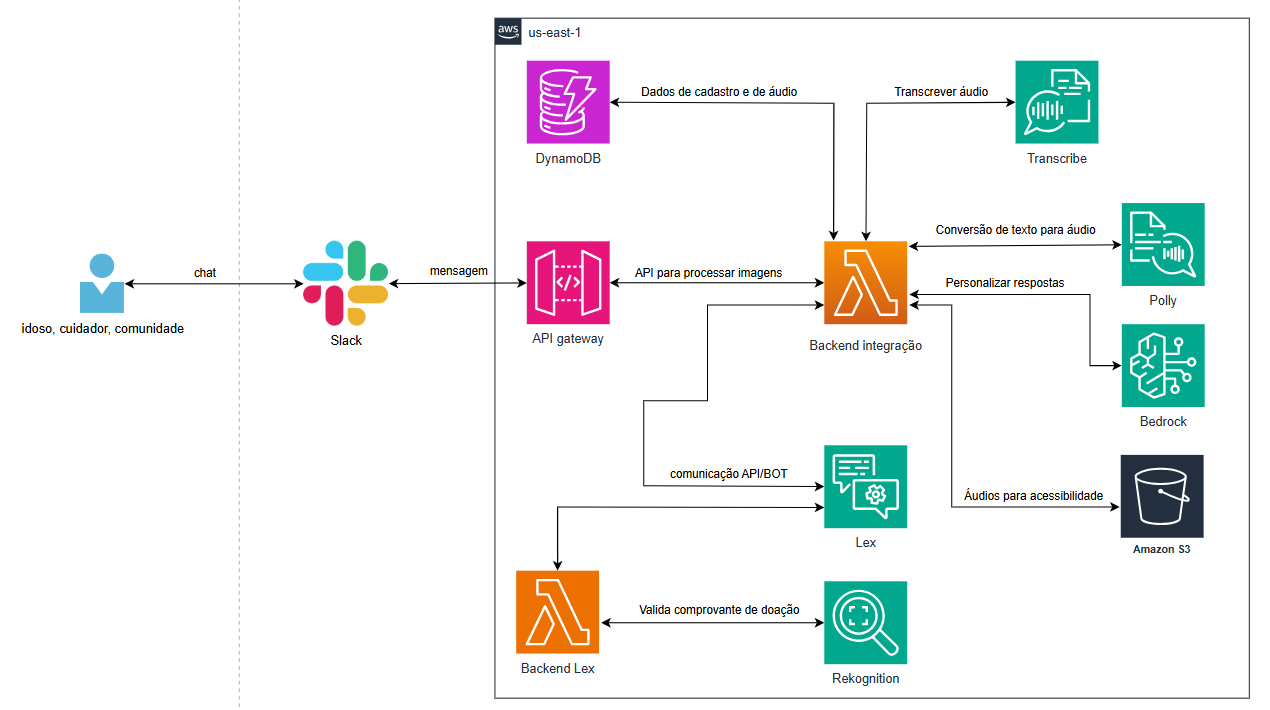 aws
us-east-1
Dados de cadastro e de áudio
Transcrever áudio
DynamoDB
Transcribe
Conversão de texto para áudio
chat
mensagem
API para processar imagens
Personalizar respostas
Polly
idoso, cuidador, comunidade
Slack
</>
API gateway
Backend integração
Bedrock
comunicação API/BOT
Áudios para acessibilidade
Lex
Amazon S3
Valida comprovante de doação
Backend Lex
Rekognition